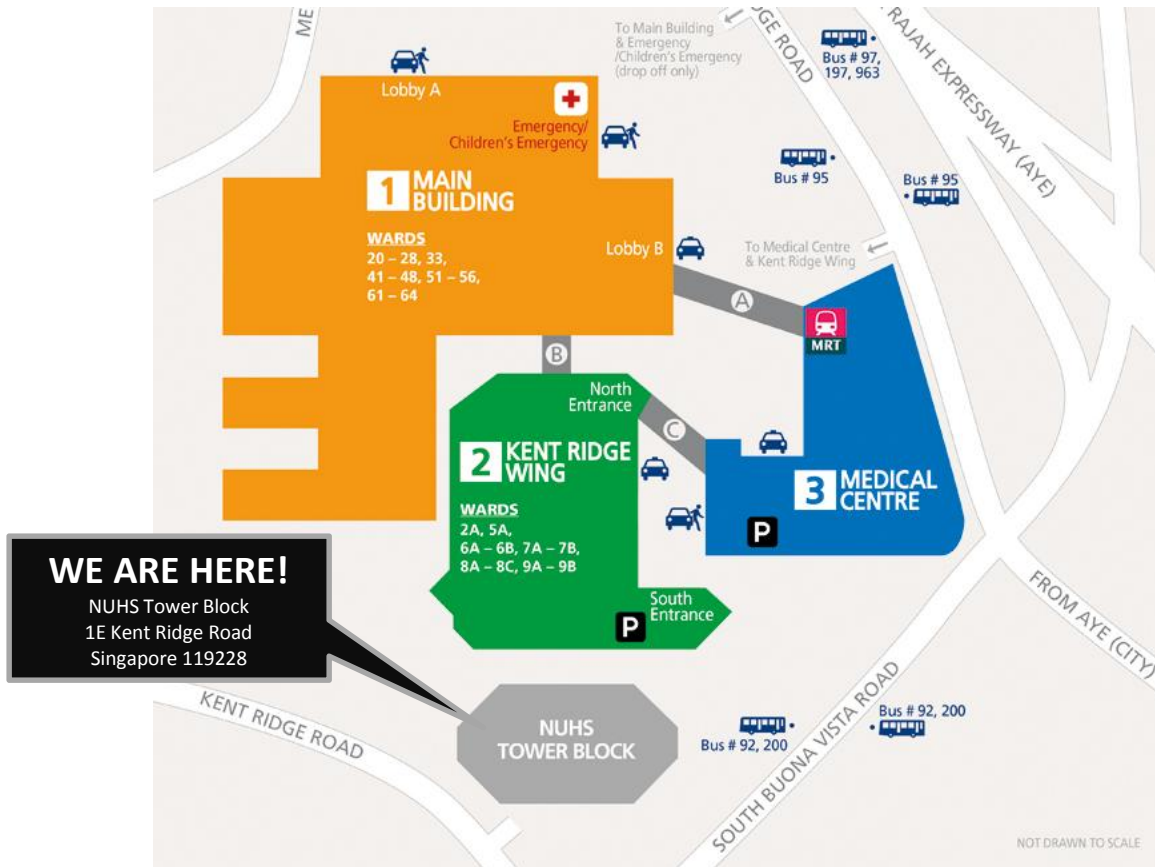 ME
To Main Building
& Emergency
/Children's Emergency
(drop off only)
DGE ROAD
Bus # 97,
197, 963
RAJAH EXPRESSWAY (AYE)
Lobby A
Emergency/
Children's Emergency
1 MAIN
BUILDING
WARDS
20 – 28, 33,
41 – 48, 51 – 56,
61 – 64
Bus # 95
Bus # 95
Lobby B
To Medical Centre
& Kent Ridge Wing
A
MRT
B
North
Entrance
C
2 KENT RIDGE
WING
WARDS
2A, 5A,
6A – 6B, 7A – 7B,
8A – 8C, 9A – 9B
3 MEDICAL
CENTRE
P
South
Entrance
P
WE ARE HERE!
NUHS Tower Block
1E Kent Ridge Road
Singapore 119228
FROM AYE (CITY)
KENT RIDGE ROAD
NUHS
TOWER BLOCK
Bus # 92, 200
SOUTH BUONA VISTA ROAD
Bus # 92, 200
NOT DRAWN TO SCALE